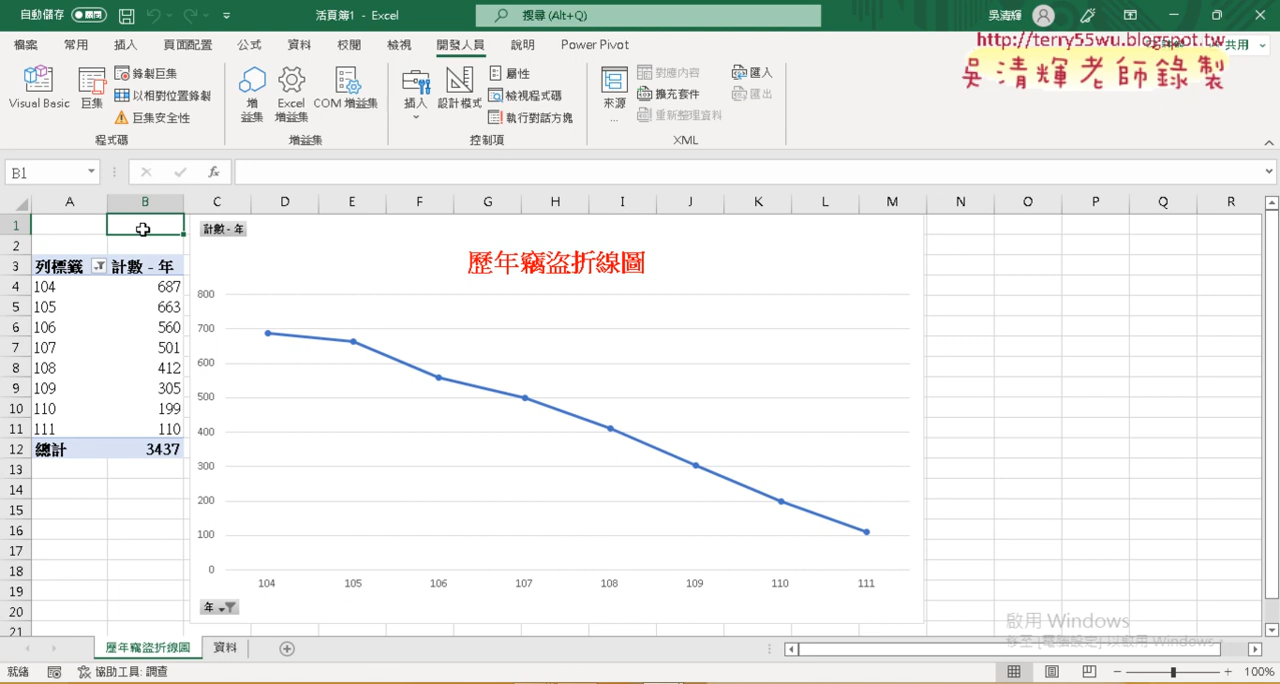 自動儲存
活頁簿1 - Excel
搜尋 (Alt+Q)
吳清輝
檔案 常用 插入 頁面配置 公式 資料 校閱 檢視 開發人員 說明 Power Pivot
共用
http://terry55wu.blogspot.tw
吳清輝老師錄製
Visual Basic
巨集
錄製巨集
以相對位置錄製
巨集安全性
程式碼
增
益集
Excel
增益集
COM 增益集
增益集
插入
設計模式
屬性
檢視程式碼
執行對話方塊
控制項
來源
...
對應內容
擴充套件
重新整理資料
匯入
匯出
XML
B1
fx
A B C D E F G H I J K L M N O P Q R
1
2
3 列標籤 計數 - 年
4 104 687
5 105 663
6 106 560
7 107 501
8 108 412
9 109 305
10 110 199
11 111 110
12 總計 3437
13
14
15
16
17
18
19
20
21
計數 - 年
歷年竊盜折線圖
800
700
600
500
400
300
200
100
0
104 105 106 107 108 109 110 111
年
啟用 Windows
移至 [電腦設定] 以啟用 Windows。
歷年竊盜折線圖 資料
就緒
協助工具: 調查
100%